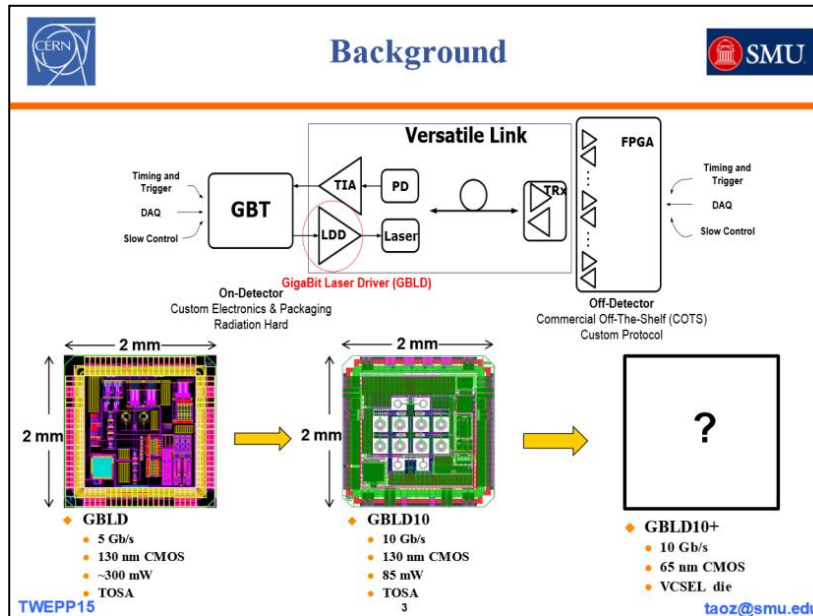 CERN
Background
SMU
Versatile Link
FPGA
Timing and
Trigger
DAQ
Slow Control
GBT
TIA
PD
LDD
Laser
TRx
Timing and
Trigger
DAQ
Slow Control
GigaBit Laser Driver (GBLD)
On-Detector
Custom Electronics & Packaging
Radiation Hard
Off-Detector
Commercial Off-The-Shelf (COTS)
Custom Protocol
2 mm
2 mm
2 mm
2 mm
?
GBLD
5 Gb/s
130 nm CMOS
~300 mW
TOSA
GBLD10
10 Gb/s
130 nm CMOS
85 mW
TOSA
GBLD10+
10 Gb/s
65 nm CMOS
VCSEL die
TWEPP15
3
taoz@smu.edu